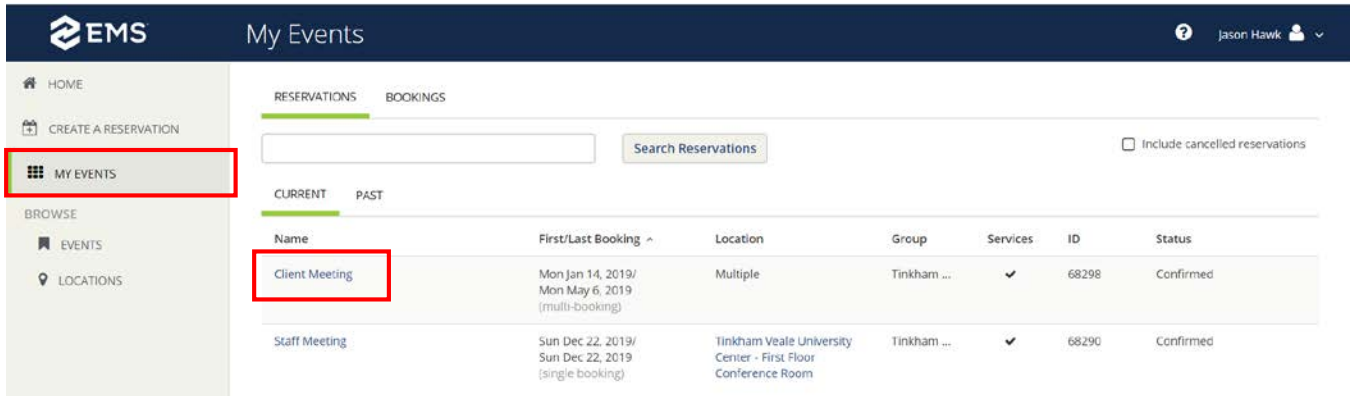 EMS
My Events
? Jason Hawk
HOME
CREATE A RESERVATION
MY EVENTS
BROWSE
EVENTS
LOCATIONS
RESERVATIONS BOOKINGS
Search Reservations
Include cancelled reservations
CURRENT PAST
Name First/Last Booking Location Group Services ID Status
Client Meeting Mon Jan 14, 2019/ Multiple Tinkham ... 68298 Confirmed
Mon May 6, 2019
(multi-booking)
Staff Meeting Sun Dec 22, 2019/ Tinkham Veale University Tinkham ... 68290 Confirmed
Sun Dec 22, 2019 Center - First Floor
(single booking) Conference Room